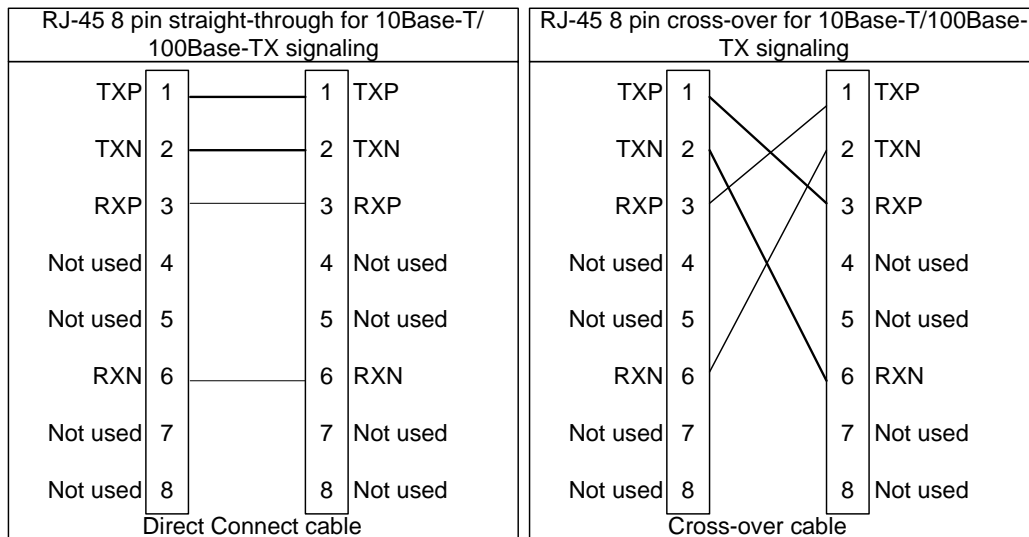 RJ-45 8 pin straight-through for 10Base-T/
100Base-TX signaling
TXP 1 1 TXP
TXN 2 2 TXN
RXP 3 3 RXP
Not used 4 4 Not used
Not used 5 5 Not used
RXN 6 6 RXN
Not used 7 7 Not used
Not used 8 8 Not used
Direct Connect cable
RJ-45 8 pin cross-over for 10Base-T/100Base-
TX signaling
TXP 1 1 TXP
TXN 2 2 TXN
RXP 3 3 RXP
Not used 4 4 Not used
Not used 5 5 Not used
RXN 6 6 RXN
Not used 7 7 Not used
Not used 8 8 Not used
Cross-over cable